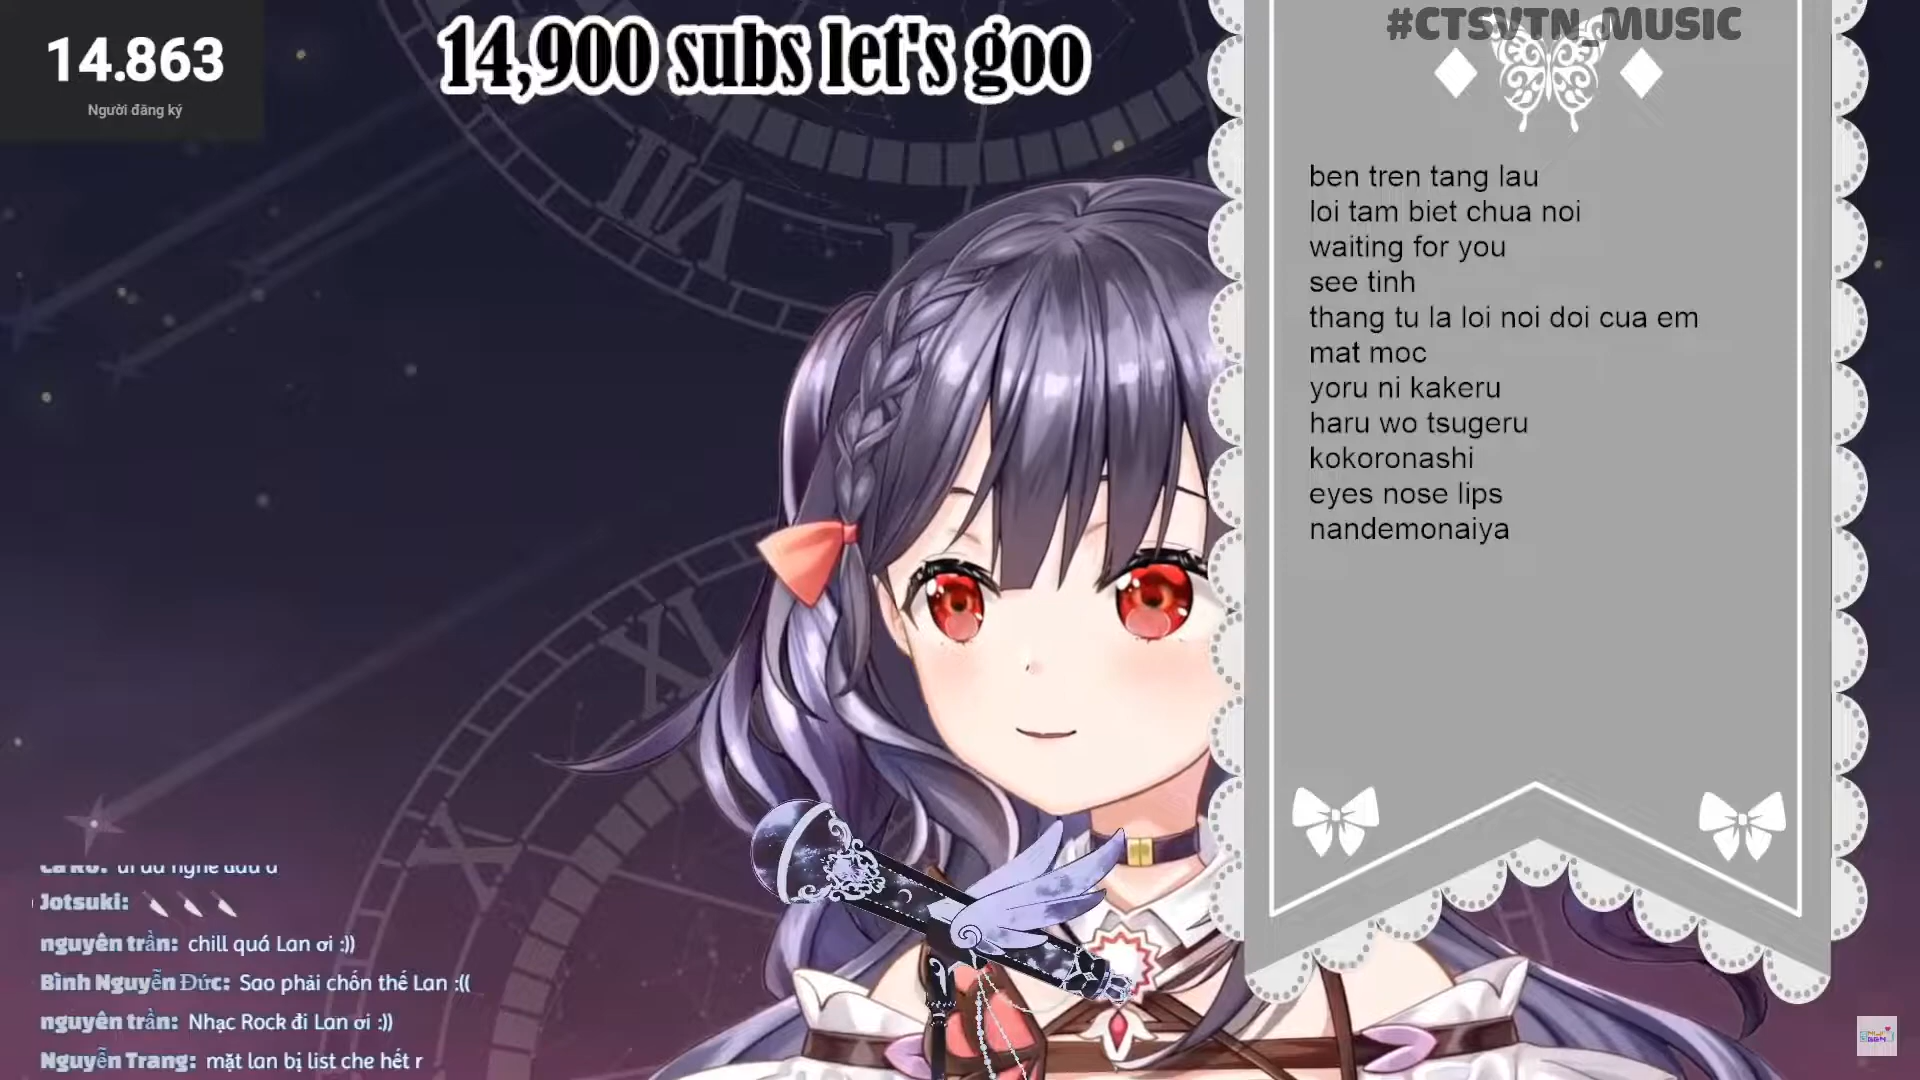 14.863
Người đăng ký
14,900 subs let's goo
#CTSVTN_MUSIC
ben tren tang lau
loi tam biet chua noi
waiting for you
see tinh
thang tu la loi noi doi cua em
mat moc
yoru ni kakeru
haru wo tsugeru
kokoronashi
eyes nose lips
nandemonaiya
VII
XI
X
Jotsuki:
nguyên trần: chill quá Lan ơi :))
Bình Nguyễn Đức: Sao phải chốn thế Lan :((
nguyên trần: Nhạc Rock đi Lan ơi :))
Nguyễn Trang: mặt lan bị list che hết r